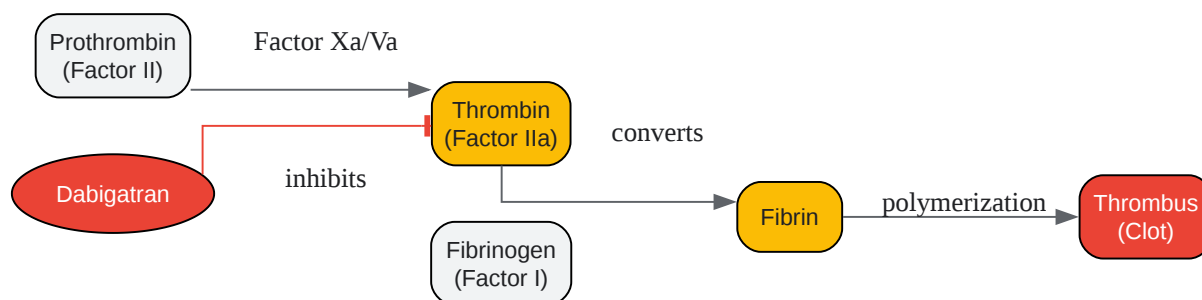 Prothrombin
(Factor II)
Factor Xa/Va
Thrombin
(Factor IIa)
converts
Dabigatran
inhibits
Fibrinogen
(Factor I)
Fibrin
polymerization
Thrombus
(Clot)